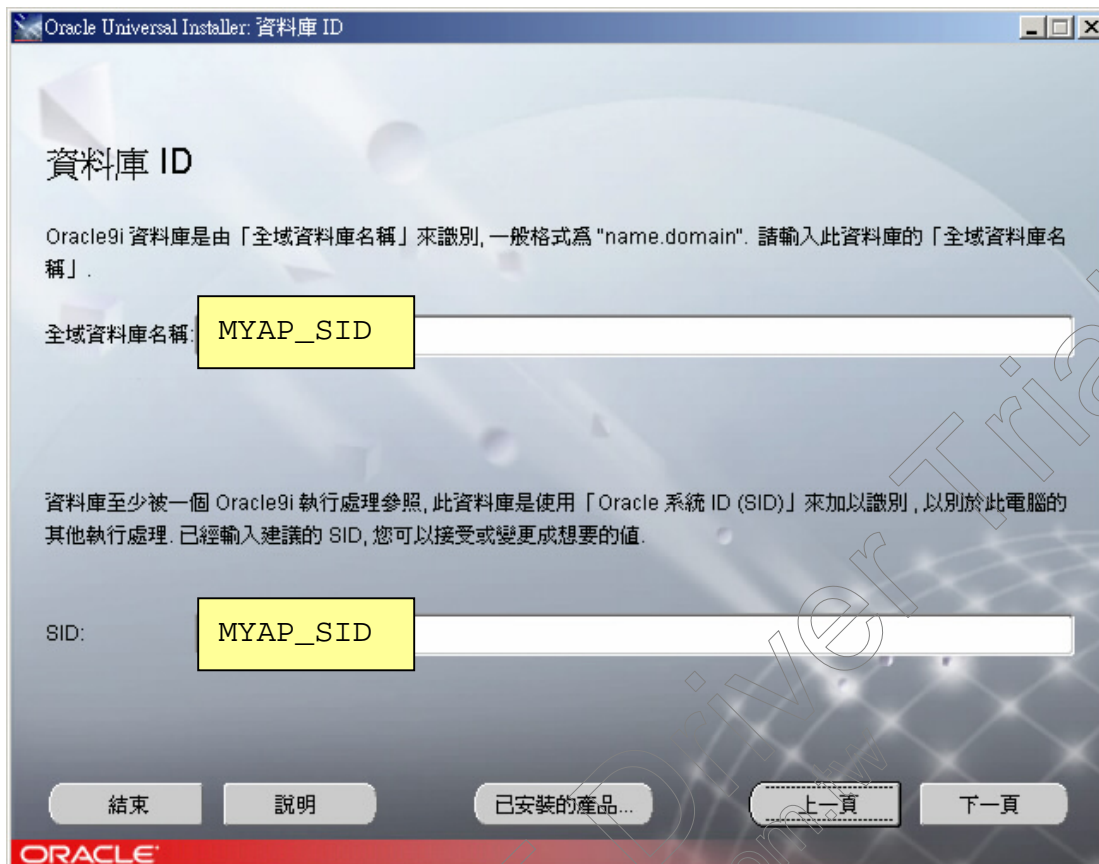 Oracle Universal Installer: 資料庫 ID
資料庫 ID
Oracle9i 資料庫是由「全域資料庫名稱」來識別, 一般格式為 "name.domain". 請輸入此資料庫的「全域資料庫名
稱」.
全域資料庫名稱: MYAP_SID
資料庫至少被一個 Oracle9i 執行處理參照, 此資料庫是使用「Oracle 系統 ID (SID)」來加以識別 , 以別於此電腦的
其他執行處理. 已經輸入建議的 SID, 您可以接受或變更成想要的值.
SID: MYAP_SID
結束 說明 已安裝的產品... 上一頁 下一頁
ORACLE
Driver Tria
om.tw